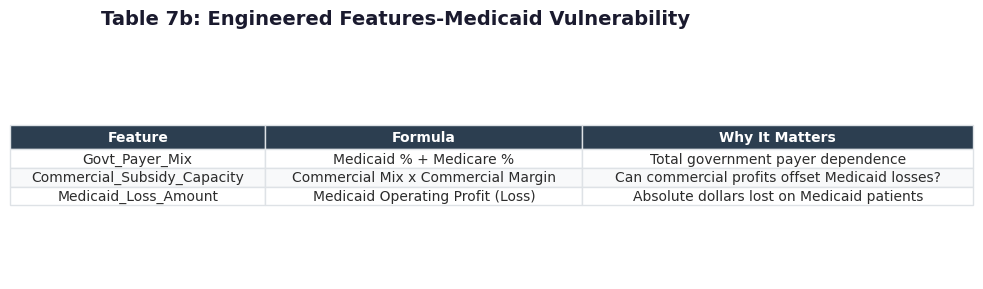 Table 7b: Engineered Features-Medicaid Vulnerability
Feature Formula Why It Matters
Govt_Payer_Mix Medicaid % + Medicare % Total government payer dependence
Commercial_Subsidy_Capacity Commercial Mix x Commercial Margin Can commercial profits offset Medicaid losses?
Medicaid_Loss_Amount Medicaid Operating Profit (Loss) Absolute dollars lost on Medicaid patients